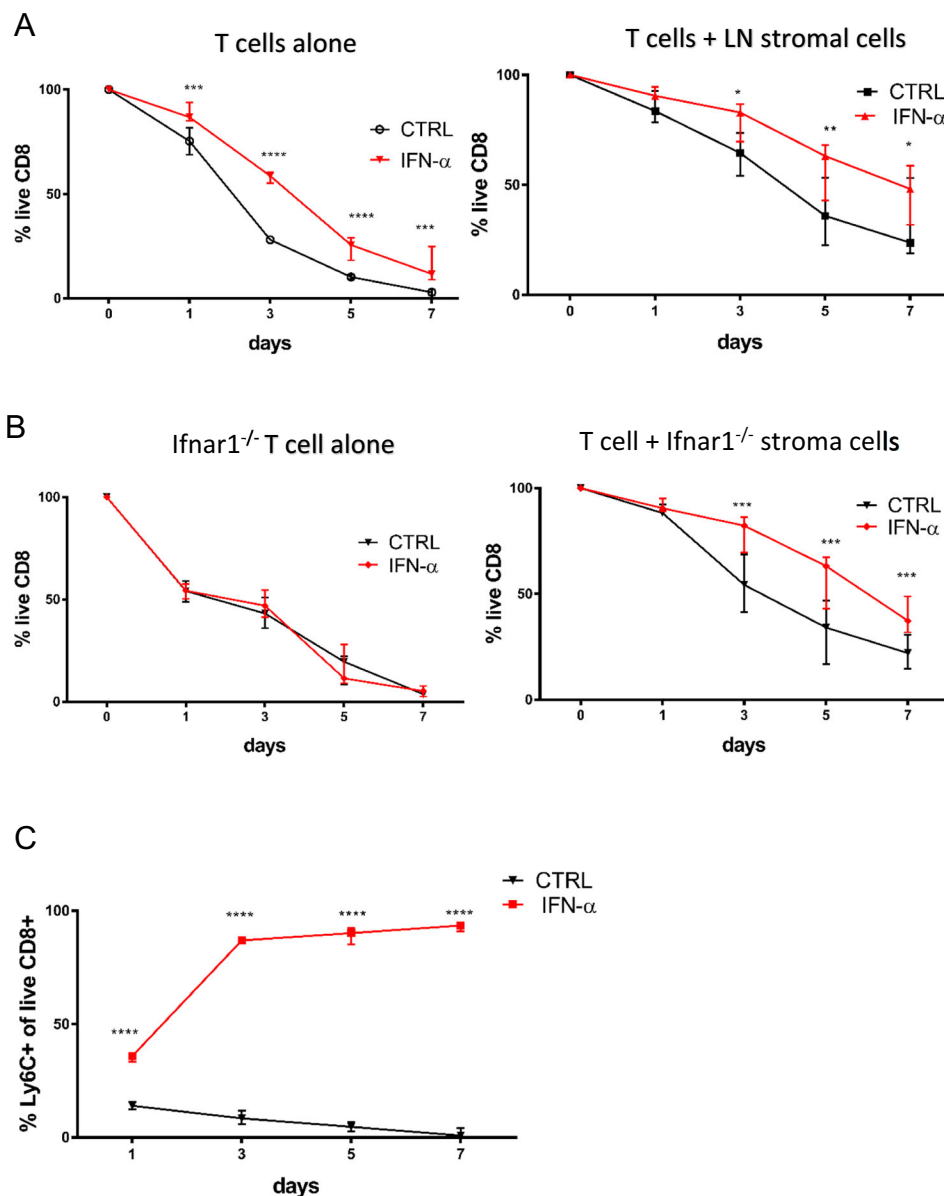 A
T cells alone
T cells + LN stromal cells
100
50
0
% live CD8
***
****
****
***
CTRL
IFN-α
0 1 3 5 7
days
100
50
0
% live CD8
*
**
*
CTRL
IFN-α
0 1 3 5 7
days
B
Ifnar1-/- T cell alone
T cell + Ifnar1-/- stroma cells
100
50
0
% live CD8
CTRL
IFN-α
0 1 3 5 7
days
100
50
0
% live CD8
***
***
***
CTRL
IFN-α
0 1 3 5 7
days
C
CTRL
IFN-α
100
50
0
% Ly6C+ of live CD8+
****
****
****
****
1 3 5 7
days